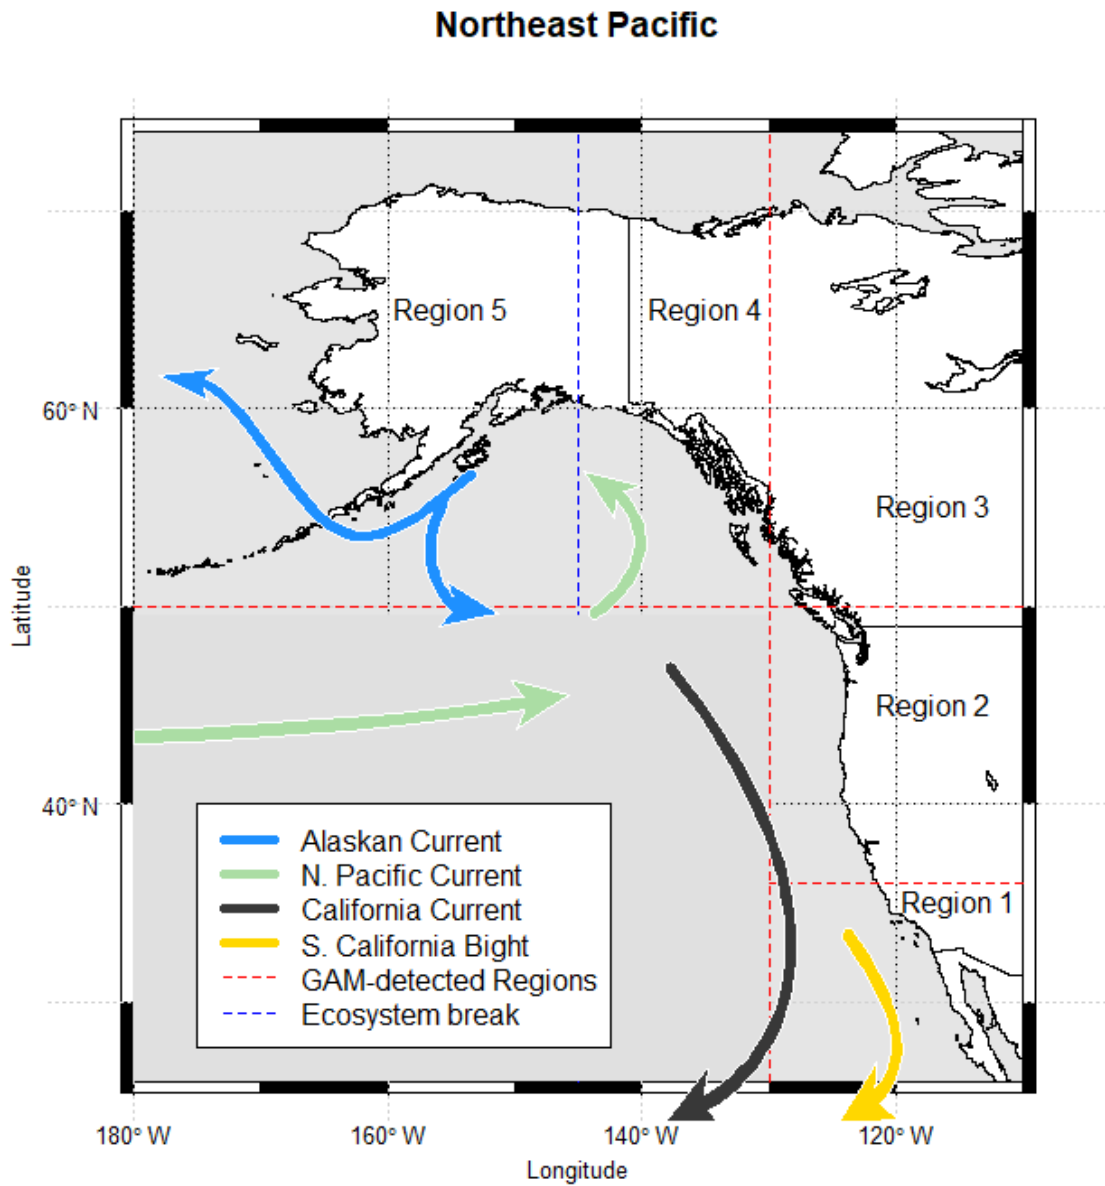 Northeast Pacific
Region 5
Region 4
60° N
Region 3
Latitude
Region 2
40° N
Alaskan Current
N. Pacific Current
California Current
S. California Bight
GAM-detected Regions
Ecosystem break
Region 1
180° W
160° W
140° W
120° W
Longitude